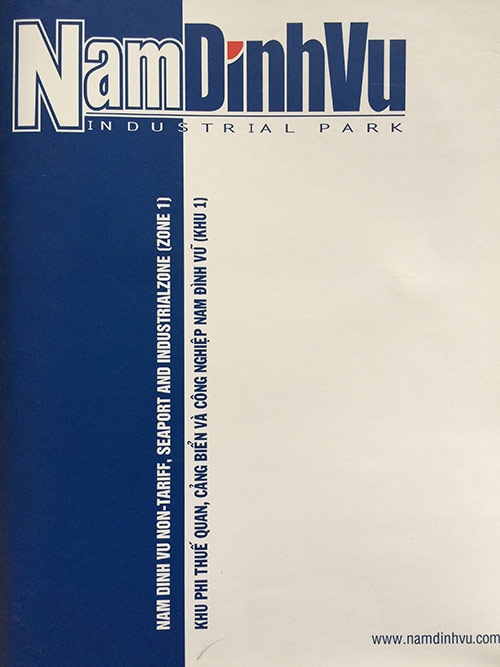 NamDinhVu
INDUSTRIAL PARK
NAM DINH VU NON-TARIFF, SEAPORT AND INDUSTRIALZONE (ZONE 1)
KHU PHI THUẾ QUAN, CẢNG BIỂN VÀ CÔNG NGHIỆP NAM ĐÌNH VŨ (KHU 1)
www.namdinhvu.com